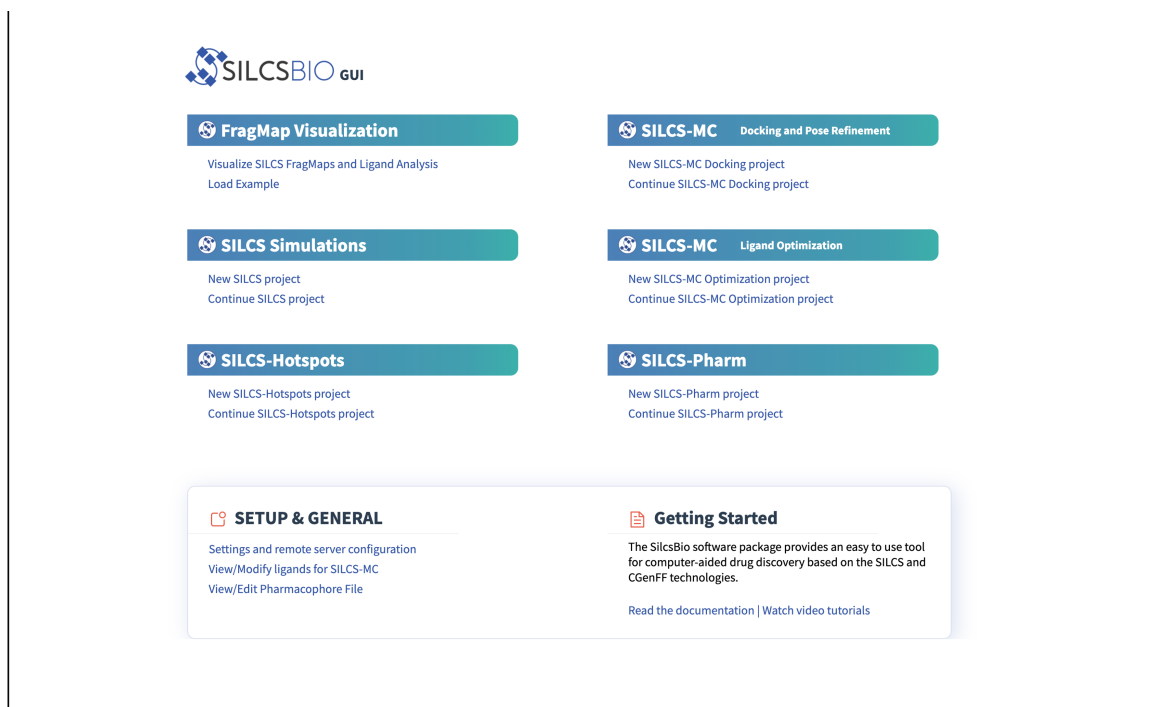 SILCSBIO GUI
FragMap Visualization
Visualize SILCS FragMaps and Ligand Analysis
Load Example
SILCS-MC Docking and Pose Refinement
New SILCS-MC Docking project
Continue SILCS-MC Docking project
SILCS Simulations
New SILCS project
Continue SILCS project
SILCS-MC Ligand Optimization
New SILCS-MC Optimization project
Continue SILCS-MC Optimization project
SILCS-Hotspots
New SILCS-Hotspots project
Continue SILCS-Hotspots project
SILCS-Pharm
New SILCS-Pharm project
Continue SILCS-Pharm project
SETUP & GENERAL
Settings and remote server configuration
View/Modify ligands for SILCS-MC
View/Edit Pharmacophore File
Getting Started
The SilcsBio software package provides an easy to use tool
for computer-aided drug discovery based on the SILCS and
CGenFF technologies.
Read the documentation | Watch video tutorials